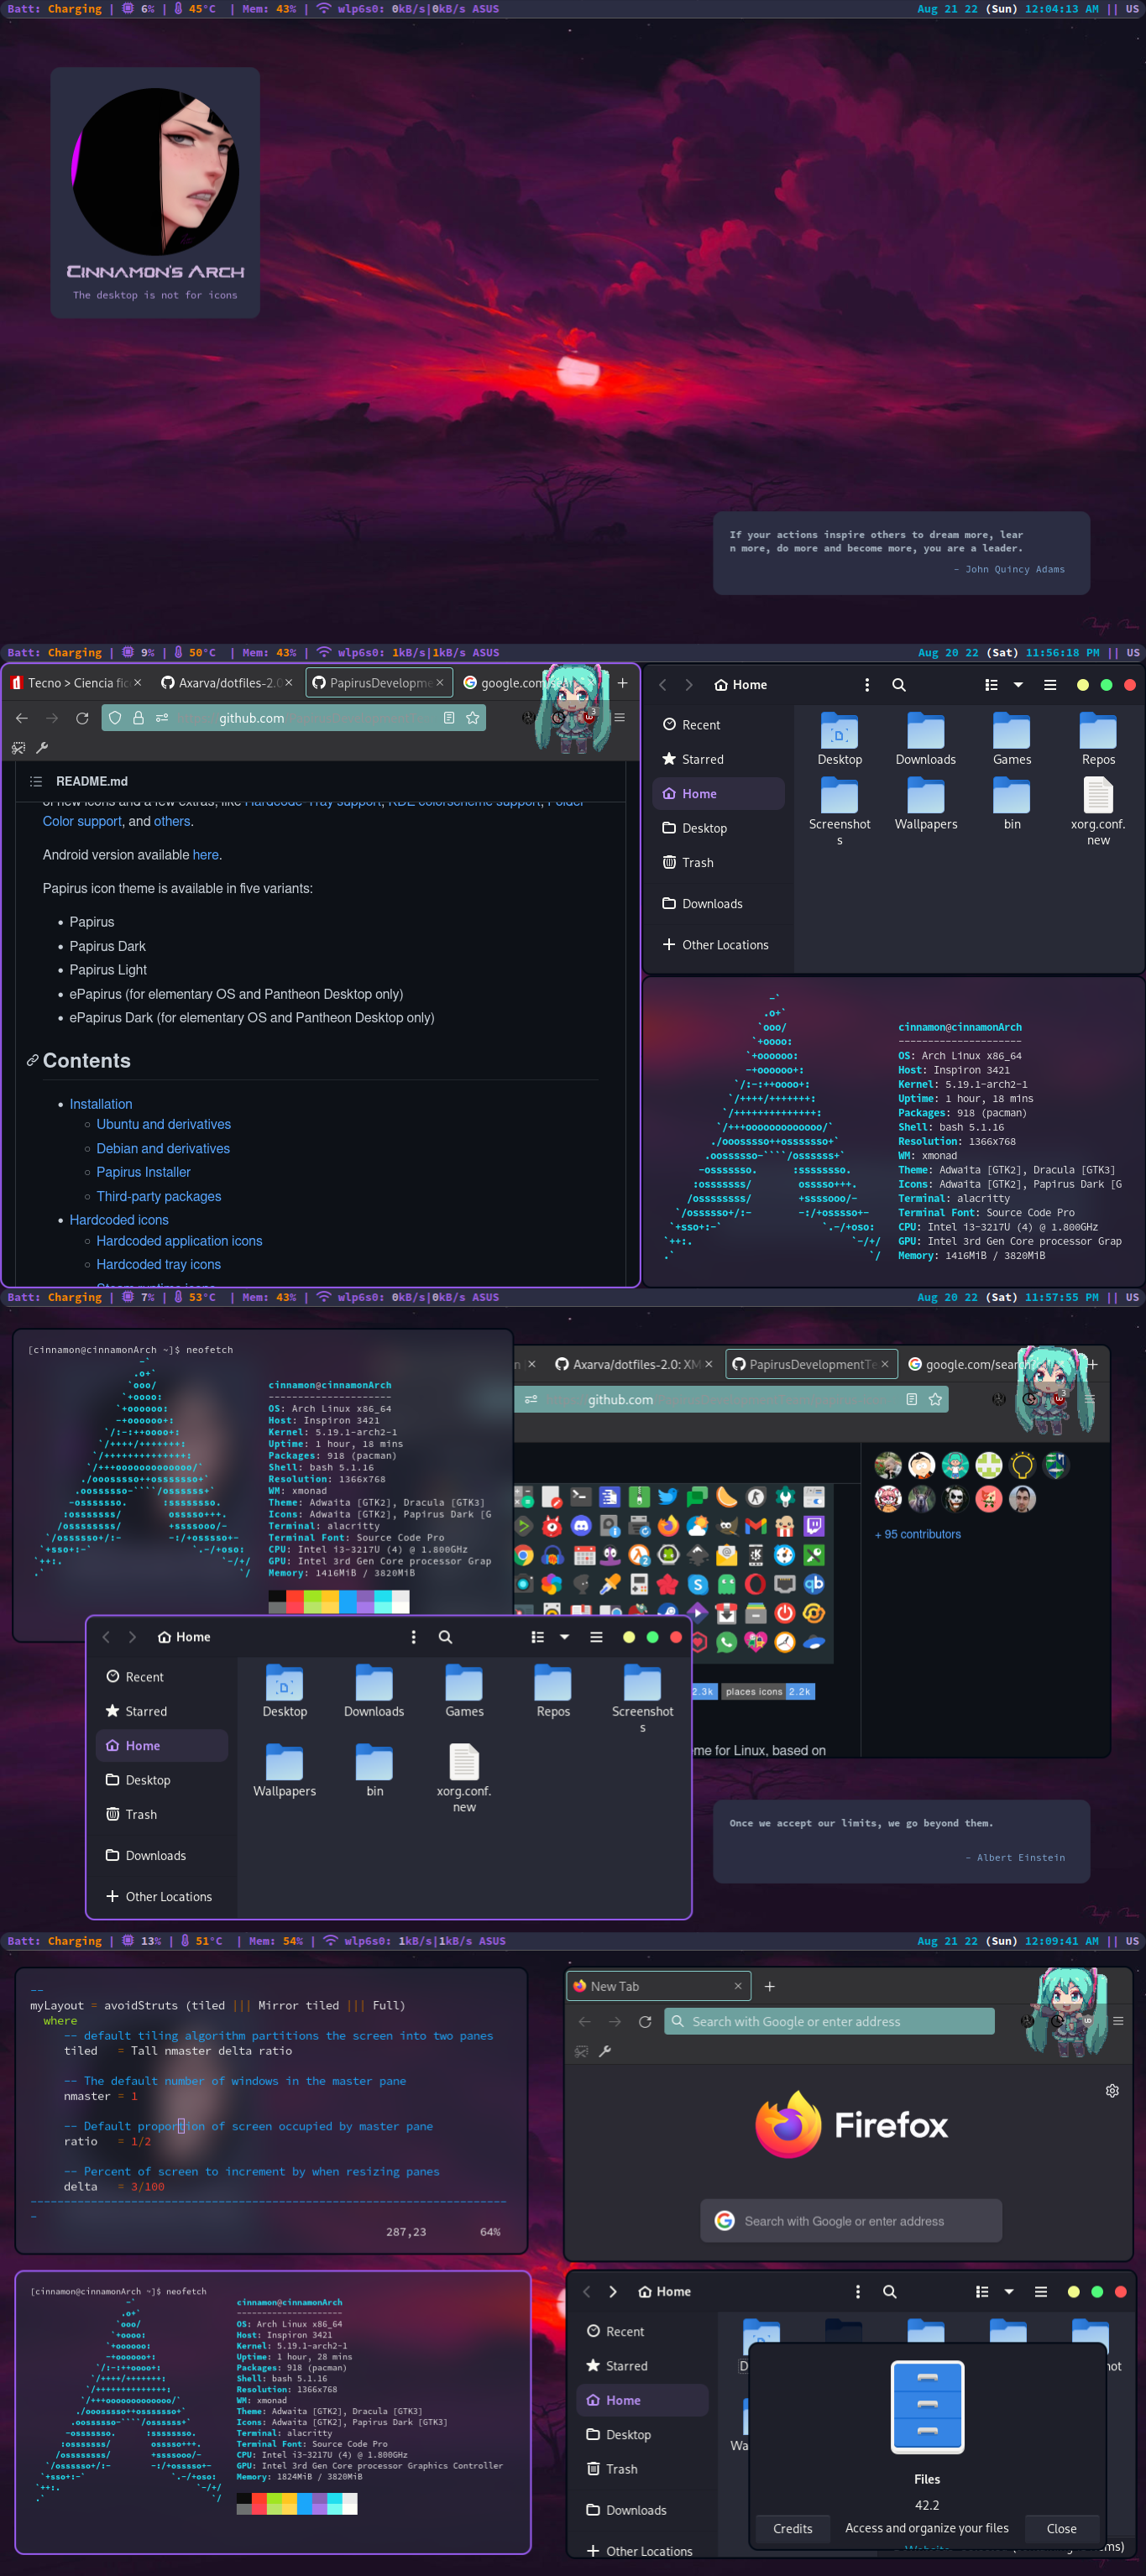 Batt: Charging | 6% | 45°C | Mem: 43% | wlp6s0: 0kB/s|0kB/s ASUS
Aug 21 22 (Sun) 12:04:13 AM || US
CINNAMON'S ARCH
The desktop is not for icons
If your actions inspire others to dream more, lear
n more, do more and become more, you are a leader.
- John Quincy Adams
Batt: Charging | 9% | 50°C | Mem: 43% | wlp6s0: 1kB/s|1kB/s ASUS
Aug 20 22 (Sat) 11:56:18 PM || US
Tecno > Ciencia fic
Axarva/dotfiles-2.0
PapirusDevelopme
google.com/
github.com
3
README.md
of new icons and a few extras, like Hardcode-Tray support, KDE colorscheme support, Folder
Color support, and others.
Android version available here.
Papirus icon theme is available in five variants:
• Papirus
• Papirus Dark
• Papirus Light
• ePapirus (for elementary OS and Pantheon Desktop only)
• ePapirus Dark (for elementary OS and Pantheon Desktop only)
Contents
• Installation
Ubuntu and derivatives
Debian and derivatives
Papirus Installer
Third-party packages
• Hardcoded icons
Hardcoded application icons
Hardcoded tray icons
Steam runtime icons
Home
Recent
Starred
Home
Desktop
Trash
Downloads
Other Locations
Desktop
Downloads
Games
Repos
Screenshot
s
Wallpapers
bin
xorg.conf.
new
cinnamon@cinnamonArch
---------------------
OS: Arch Linux x86_64
Host: Inspiron 3421
Kernel: 5.19.1-arch2-1
Uptime: 1 hour, 18 mins
Packages: 918 (pacman)
Shell: bash 5.1.16
Resolution: 1366x768
WM: xmonad
Theme: Adwaita [GTK2], Dracula [GTK3]
Icons: Adwaita [GTK2], Papirus Dark [G
Terminal: alacritty
Terminal Font: Source Code Pro
CPU: Intel i3-3217U (4) @ 1.800GHz
GPU: Intel 3rd Gen Core processor Grap
Memory: 1416MiB / 3820MiB
Batt: Charging | 7% | 53°C | Mem: 43% | wlp6s0: 0kB/s|0kB/s ASUS
Aug 20 22 (Sat) 11:57:55 PM || US
[cinnamon@cinnamonArch ~]$ neofetch
cinnamon@cinnamonArch
---------------------
OS: Arch Linux x86_64
Host: Inspiron 3421
Kernel: 5.19.1-arch2-1
Uptime: 1 hour, 18 mins
Packages: 918 (pacman)
Shell: bash 5.1.16
Resolution: 1366x768
WM: xmonad
Theme: Adwaita [GTK2], Dracula [GTK3]
Icons: Adwaita [GTK2], Papirus Dark [G
Terminal: alacritty
Terminal Font: Source Code Pro
CPU: Intel i3-3217U (4) @ 1.800GHz
GPU: Intel 3rd Gen Core processor Grap
Memory: 1416MiB / 3820MiB
Axarva/dotfiles-2.0: XM
PapirusDevelopmentTe
google.com/search
github.com
3
+ 95 contributors
2.3k places icons 2.2k
me for Linux, based on
Home
Recent
Starred
Home
Desktop
Trash
Downloads
Other Locations
Desktop
Downloads
Games
Repos
Screenshot
s
Wallpapers
bin
xorg.conf.
new
Once we accept our limits, we go beyond them.
- Albert Einstein
Batt: Charging | 13% | 51°C | Mem: 54% | wlp6s0: 1kB/s|1kB/s ASUS
Aug 21 22 (Sun) 12:09:41 AM || US
--
myLayout = avoidStruts (tiled ||| Mirror tiled ||| Full)
where
-- default tiling algorithm partitions the screen into two panes
tiled = Tall nmaster delta ratio
-- The default number of windows in the master pane
nmaster = 1
-- Default proportion of screen occupied by master pane
ratio = 1/2
-- Percent of screen to increment by when resizing panes
delta = 3/100
287,23 64%
New Tab
Search with Google or enter address
Firefox
Search with Google or enter address
[cinnamon@cinnamonArch ~]$ neofetch
cinnamon@cinnamonArch
---------------------
OS: Arch Linux x86_64
Host: Inspiron 3421
Kernel: 5.19.1-arch2-1
Uptime: 1 hour, 28 mins
Packages: 918 (pacman)
Shell: bash 5.1.16
Resolution: 1366x768
WM: xmonad
Theme: Adwaita [GTK2], Dracula [GTK3]
Icons: Adwaita [GTK2], Papirus Dark [GTK3]
Terminal: alacritty
Terminal Font: Source Code Pro
CPU: Intel i3-3217U (4) @ 1.800GHz
GPU: Intel 3rd Gen Core processor Graphics Controller
Memory: 1824MiB / 3820MiB
Home
Recent
Starred
Home
Desktop
Trash
Downloads
Other Locations
D
hot
Wa
Files
42.2
Access and organize your files
Credits
Close
Website